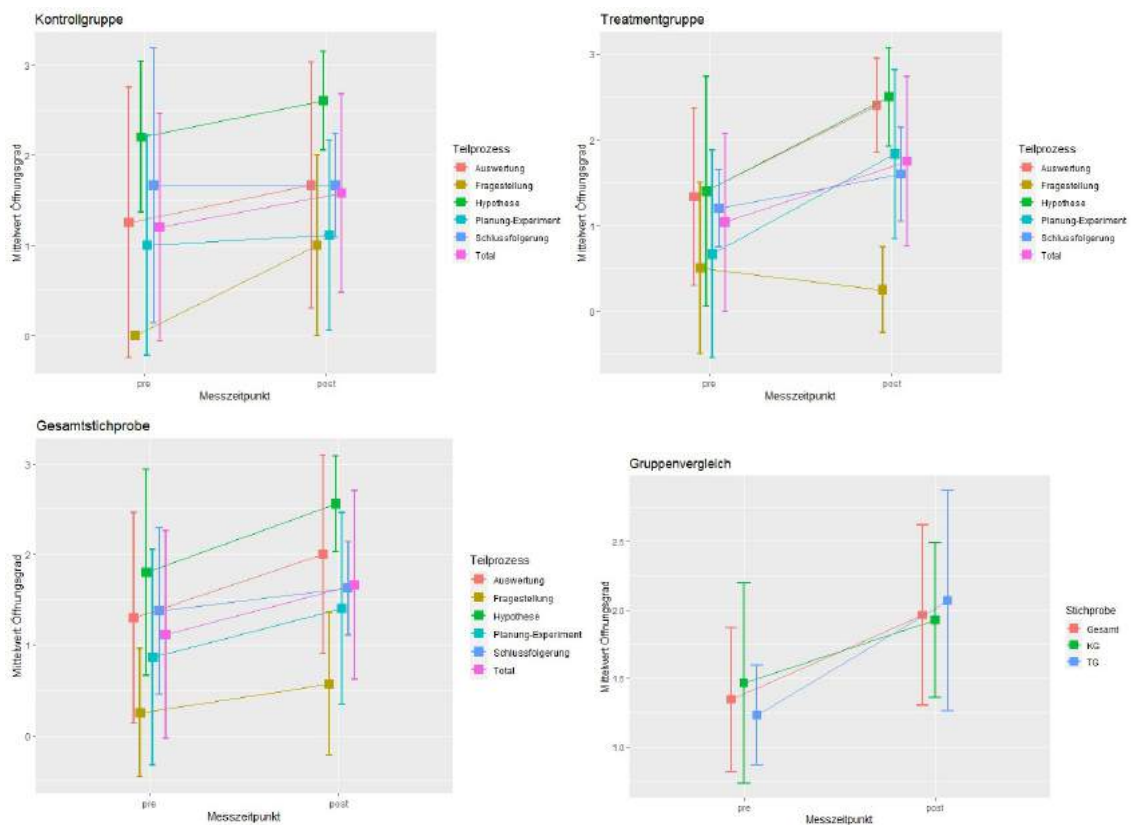 Kontrollgruppe
Mittelwert Öffnungsgrad
3
2
1
0
pre
post
Messzeitpunkt
Teilprozess
Auswertung
Fragestellung
Hypothese
Planung-Experiment
Schlussfolgerung
Total
Treatmentgruppe
Mittelwert Öffnungsgrad
3
2
1
0
pre
post
Messzeitpunkt
Teilprozess
Auswertung
Fragestellung
Hypothese
Planung-Experiment
Schlussfolgerung
Total
Gesamtstichprobe
Mittelwert Öffnungsgrad
3
2
1
0
pre
post
Messzeitpunkt
Teilprozess
Auswertung
Fragestellung
Hypothese
Planung-Experiment
Schlussfolgerung
Total
Gruppenvergleich
Mittelwert Öffnungsgrad
2.5
2.0
1.5
1.0
pre
post
Messzeitpunkt
Stichprobe
Gesamt
KG
TG